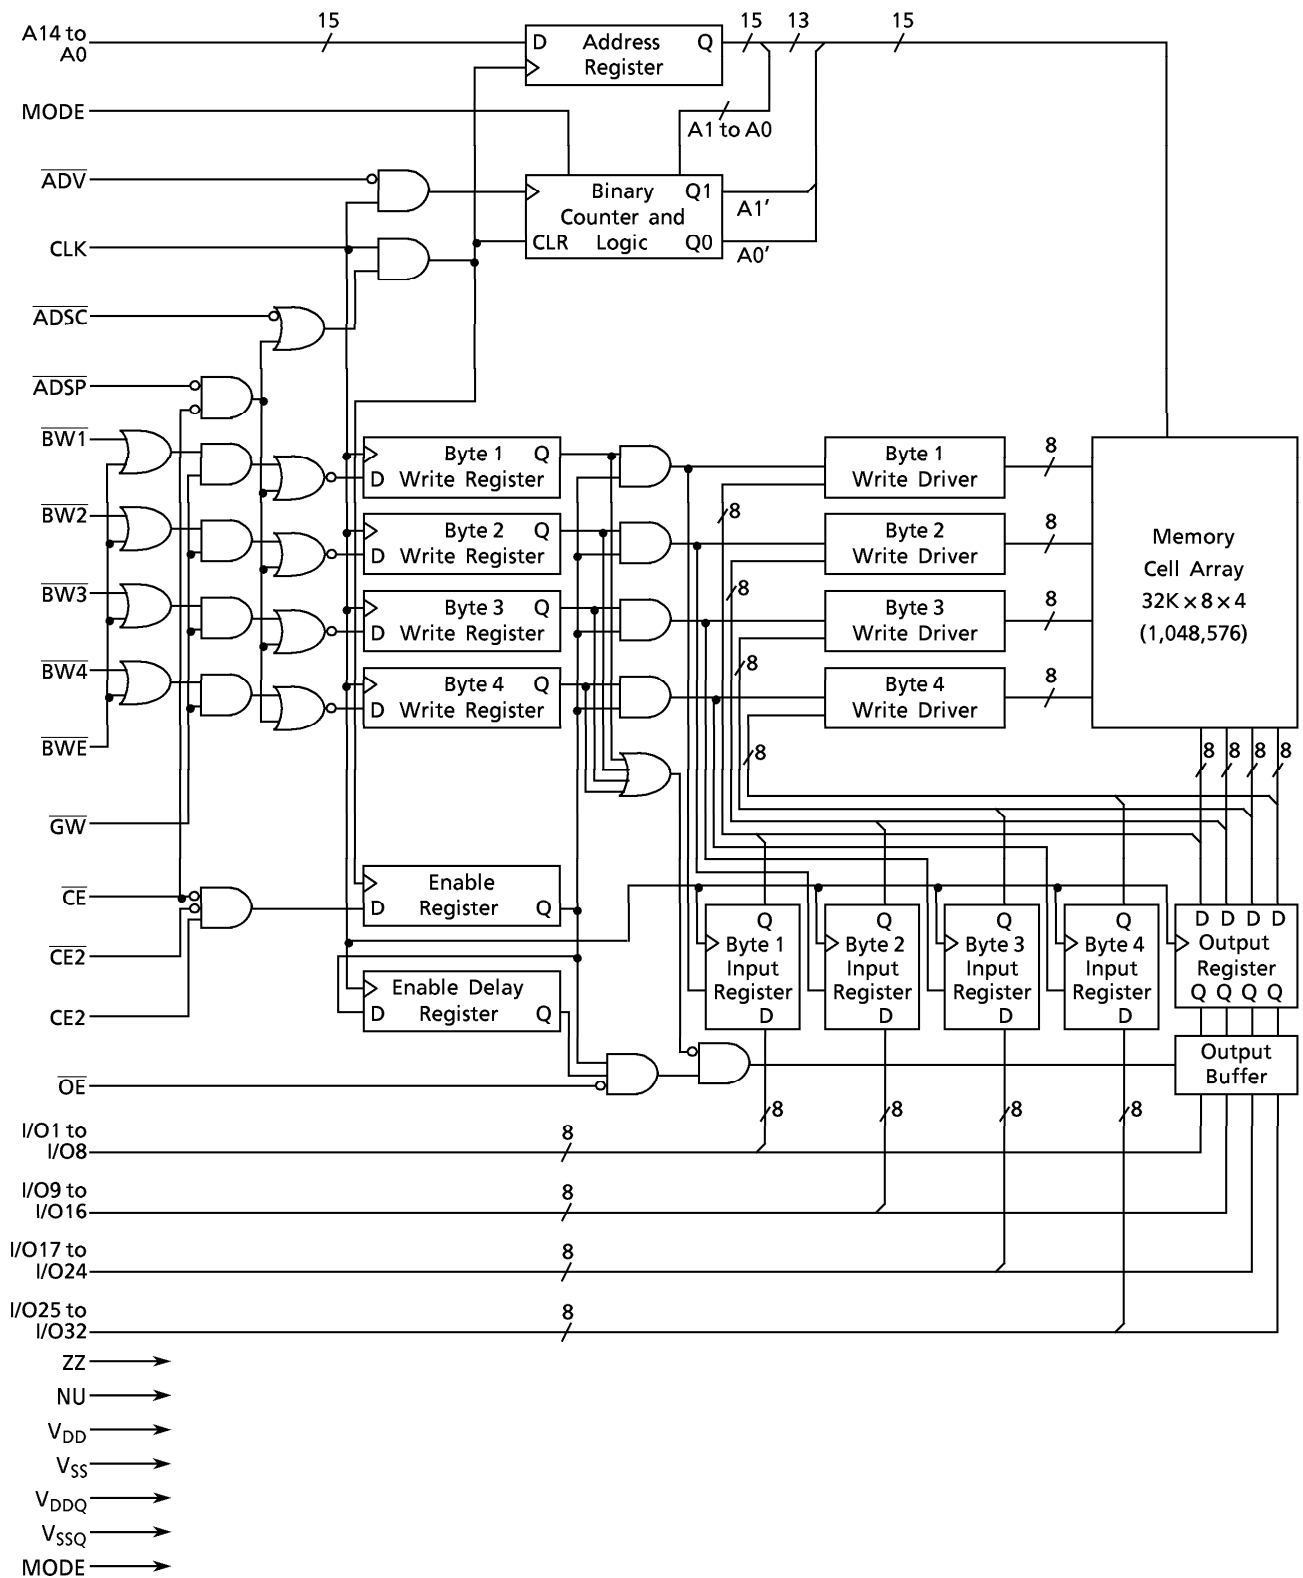 A14 to
A0
15
D Address Q
Register
15
13
15
MODE
A1 to A0
ADV
Binary Q1
Counter and
CLR Logic Q0
A1’
A0’
CLK
ADSC
ADSP
BW1
BW2
BW3
BW4
BWE
GW
CE
CE2
CE2
OE
Byte 1 Q
D Write Register
Byte 2 Q
D Write Register
Byte 3 Q
D Write Register
Byte 4 Q
D Write Register
Byte 1
Write Driver
Byte 2
Write Driver
Byte 3
Write Driver
Byte 4
Write Driver
8
8
8
8
8
8
8
8
Memory
Cell Array
32K × 8 × 4
(1,048,576)
8 8 8 8
Enable
D Register Q
Enable Delay
D Register Q
Q
Byte 1
Input
Register
D
Q
Byte 2
Input
Register
D
Q
Byte 3
Input
Register
D
Q
Byte 4
Input
Register
D
D D D D
Output
Register
Q Q Q Q
Output
Buffer
8
8
8
8
I/O1 to
I/O8
8
I/O9 to
I/O16
8
I/O17 to
I/O24
8
I/O25 to
I/O32
8
ZZ
NU
VDD
VSS
VDDQ
VSSQ
MODE